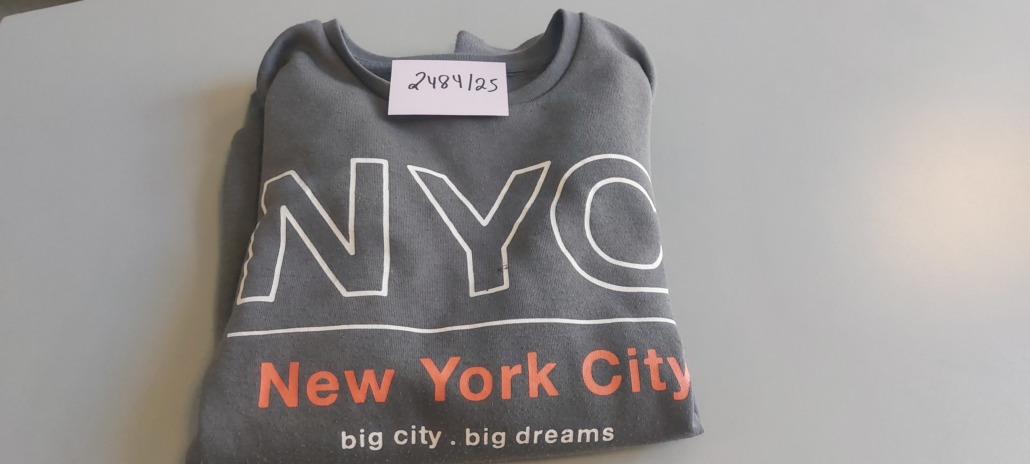 2484/25
NYC
New York City
big city . big dreams